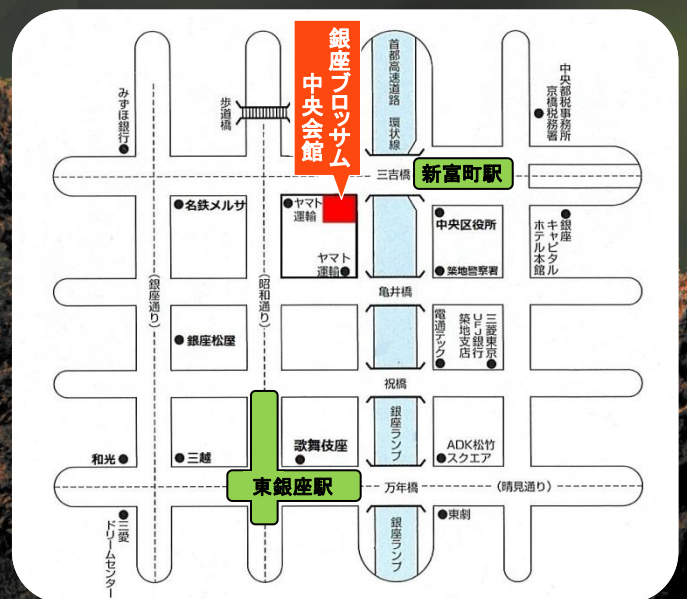 銀座ブロッサム
中央会館
首都高速道路 環状線
中央都税事務所
京橋税務署
みずほ銀行
歩道橋
三吉橋
新富町駅
名鉄メルサ
ヤマト
運輸
中央区役所
銀座
キャピタル
ホテル本館
ヤマト
運輸
築地警察署
(銀座通り)
(昭和通り)
亀井橋
銀座松屋
電通テック
三菱東京
UFJ銀行
築地支店
祝橋
銀座ランプ
和光
三越
歌舞伎座
ADK松竹
スクエア
東銀座駅
万年橋
(晴見通り)
三愛
ドリームセンター
銀座ランプ
東劇